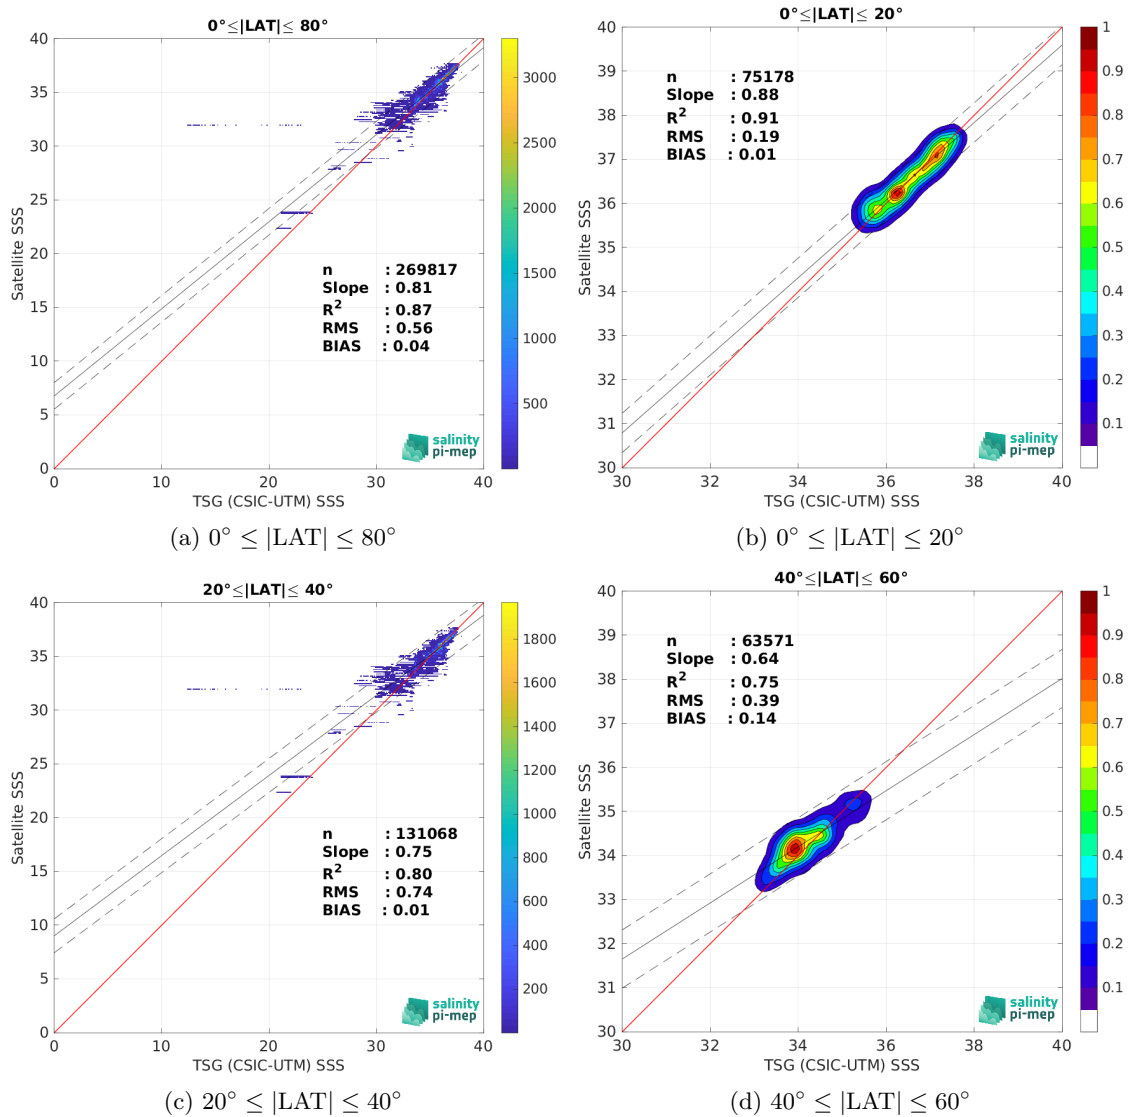 0°≤|LAT|≤ 80°
40
35
30
25
20
15
10
5
0
Satellite SSS
n : 269817
Slope : 0.81
R² : 0.87
RMS : 0.56
BIAS : 0.04
salinity
pi-mep
0 10 20 30 40
TSG (CSIC-UTM) SSS
3000
2500
2000
1500
1000
500
(a) 0° ≤ |LAT| ≤ 80°
0°≤|LAT|≤ 20°
40
39
38
37
36
35
34
33
32
31
30
Satellite SSS
n : 75178
Slope : 0.88
R² : 0.91
RMS : 0.19
BIAS : 0.01
salinity
pi-mep
30 32 34 36 38 40
TSG (CSIC-UTM) SSS
1
0.9
0.8
0.7
0.6
0.5
0.4
0.3
0.2
0.1
(b) 0° ≤ |LAT| ≤ 20°
20°≤|LAT|≤ 40°
40
35
30
25
20
15
10
5
0
Satellite SSS
n : 131068
Slope : 0.75
R² : 0.80
RMS : 0.74
BIAS : 0.01
salinity
pi-mep
0 10 20 30 40
TSG (CSIC-UTM) SSS
1800
1600
1400
1200
1000
800
600
400
200
(c) 20° ≤ |LAT| ≤ 40°
40°≤|LAT|≤ 60°
40
39
38
37
36
35
34
33
32
31
30
Satellite SSS
n : 63571
Slope : 0.64
R² : 0.75
RMS : 0.39
BIAS : 0.14
salinity
pi-mep
30 32 34 36 38 40
TSG (CSIC-UTM) SSS
1
0.9
0.8
0.7
0.6
0.5
0.4
0.3
0.2
0.1
(d) 40° ≤ |LAT| ≤ 60°